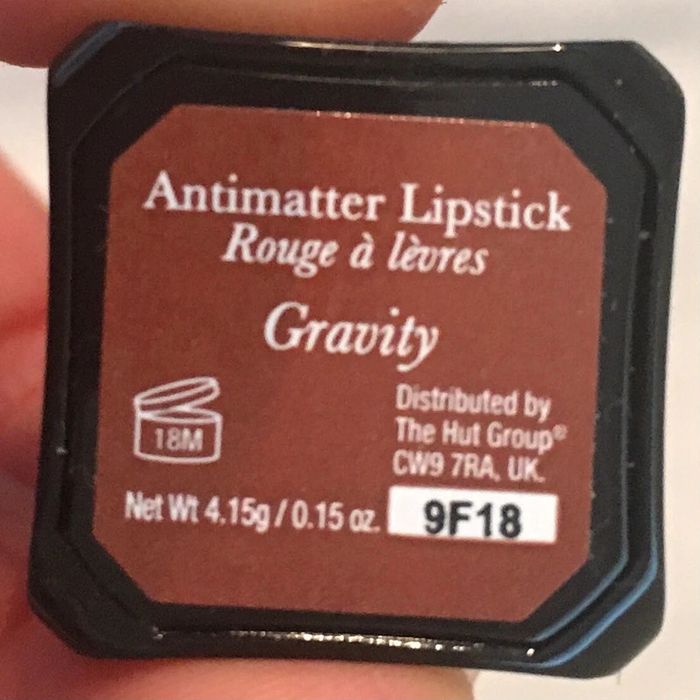 Antimatter Lipstick
Rouge à lèvres
Gravity
18M
Distributed by
The Hut Group®
CW9 7RA, UK.
Net Wt 4.15g / 0.15 oz.
9F18